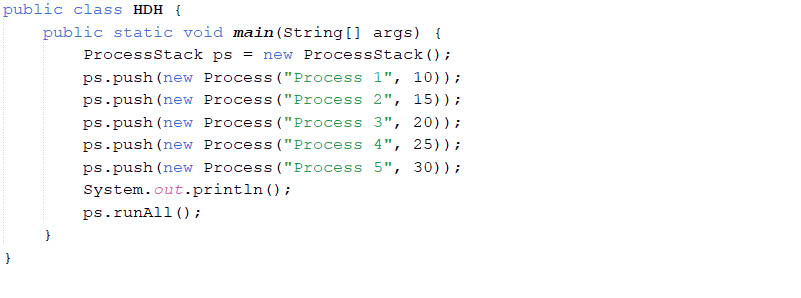 public class HDH {
    public static void main(String[] args) {
        ProcessStack ps = new ProcessStack();
        ps.push(new Process("Process 1", 10));
        ps.push(new Process("Process 2", 15));
        ps.push(new Process("Process 3", 20));
        ps.push(new Process("Process 4", 25));
        ps.push(new Process("Process 5", 30));
        System.out.println();
        ps.runAll();
    }
}